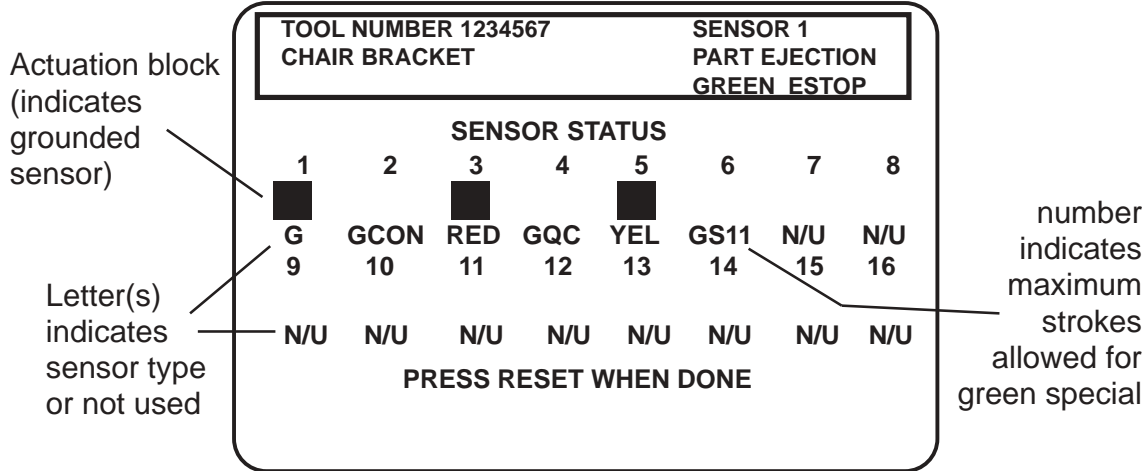 TOOL NUMBER 1234567 SENSOR 1
CHAIR BRACKET PART EJECTION
GREEN ESTOP
SENSOR STATUS
1 2 3 4 5 6 7 8
G GCON RED GQC YEL GS11 N/U N/U
9 10 11 12 13 14 15 16
N/U N/U N/U N/U N/U N/U N/U N/U
PRESS RESET WHEN DONE
Actuation block
(indicates
grounded
sensor)
Letter(s)
indicates
sensor type
or not used
number
indicates
maximum
strokes
allowed for
green special